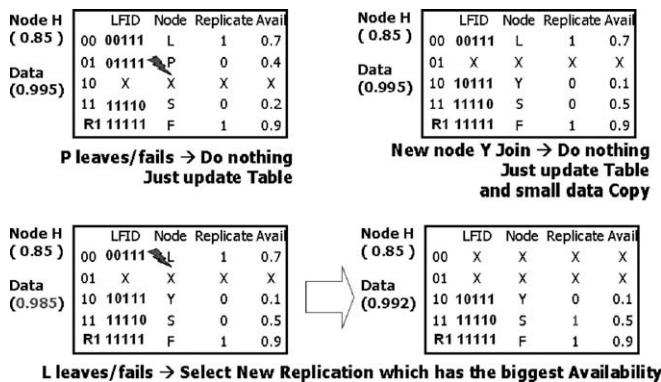 Node H
( 0.85 )
Data
(0.995)
LFID Node Replicate Avail
00 00111 L 1 0.7
01 01111 P 0 0.4
10 X X X X
11 11110 S 0 0.2
R1 11111 F 1 0.9
P leaves/fails → Do nothing
Just update Table
Node H
( 0.85 )
Data
(0.995)
LFID Node Replicate Avail
00 00111 L 1 0.7
01 X X X X
10 10111 Y 0 0.1
11 11110 S 0 0.5
R1 11111 F 1 0.9
New node Y Join → Do nothing
Just update Table
and small data Copy
Node H
( 0.85 )
Data
(0.985)
LFID Node Replicate Avail
00 00111 L 1 0.7
01 X X X X
10 10111 Y 0 0.1
11 11110 S 0 0.5
R1 11111 F 1 0.9
Node H
( 0.85 )
Data
(0.992)
LFID Node Replicate Avail
00 X X X X
01 X X X X
10 10111 Y 0 0.1
11 11110 S 1 0.5
R1 11111 F 1 0.9
L leaves/fails → Select New Replication which has the biggest Availability